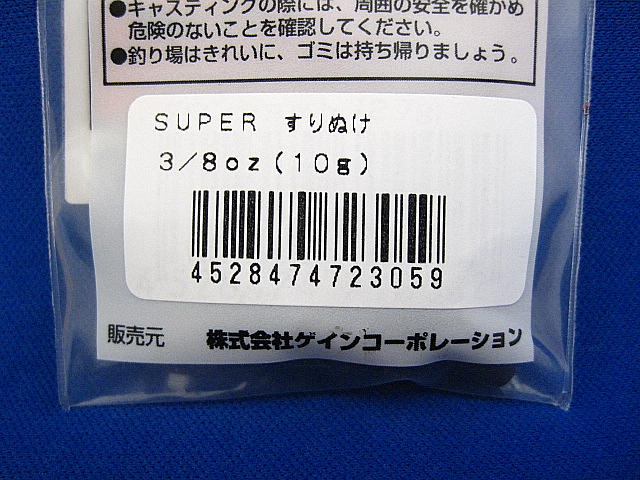 ●キャスティングの際には、周囲の安全を確かめ
危険のないことを確認してください。
●釣り場はきれいに、ゴミは持ち帰りましょう。
SUPER すりぬけ
3/8oz(10g)
4528474723059
販売元 株式会社ゲインコーポレーション